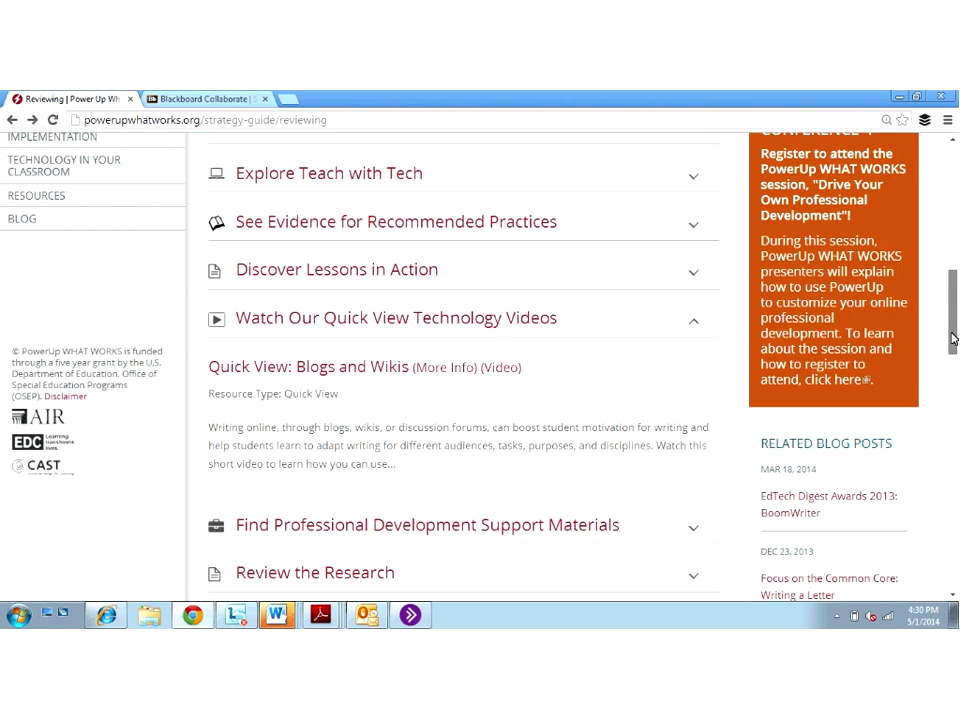 Reviewing | Power Up Wh
Blackboard Collaborate |
powerupwhatworks.org/strategy-guide/reviewing
IMPLEMENTATION
TECHNOLOGY IN YOUR
CLASSROOM
RESOURCES
BLOG
© PowerUp WHAT WORKS is funded
through a five year grant by the U.S.
Department of Education, Office of
Special Education Programs
(OSEP). Disclaimer
AIR
EDC Learning
transforms
lives.
CAST
Explore Teach with Tech
See Evidence for Recommended Practices
Discover Lessons in Action
Watch Our Quick View Technology Videos
Quick View: Blogs and Wikis (More Info) (Video)
Resource Type: Quick View
Writing online, through blogs, wikis, or discussion forums, can boost student motivation for writing and
help students learn to adapt writing for different audiences, tasks, purposes, and disciplines. Watch this
short video to learn how you can use...
Find Professional Development Support Materials
Review the Research
Register to attend the
PowerUp WHAT WORKS
session, "Drive Your
Own Professional
Development"!
During this session,
PowerUp WHAT WORKS
presenters will explain
how to use PowerUp
to customize your online
professional
development. To learn
about the session and
how to register to
attend, click here.
RELATED BLOG POSTS
MAR 18, 2014
EdTech Digest Awards 2013:
BoomWriter
DEC 23, 2013
Focus on the Common Core:
Writing a Letter
4:30 PM
5/1/2014